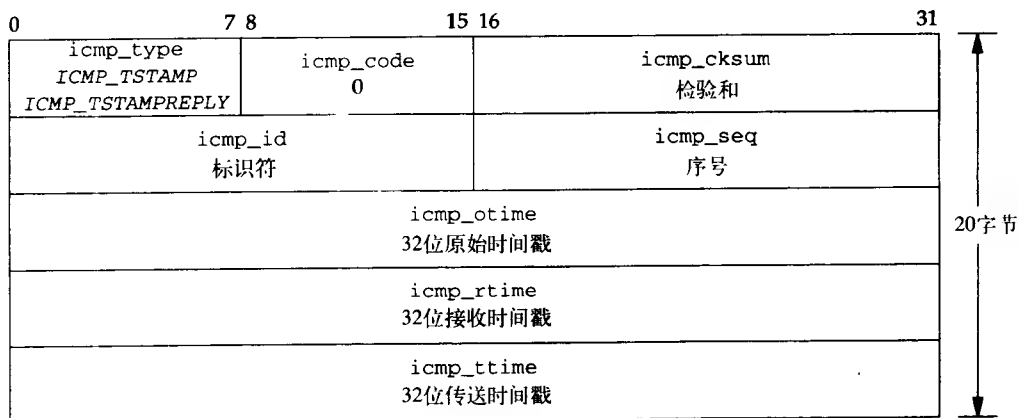 0 7 8 15 16 31
icmp_type
ICMP_TSTAMP
ICMP_TSTAMPREPLY
icmp_code
0
icmp_cksum
检验和
icmp_id
标识符
icmp_seq
序号
icmp_otime
32位原始时间戳
20字节
icmp_rtime
32位接收时间戳
icmp_ttime
32位传送时间戳